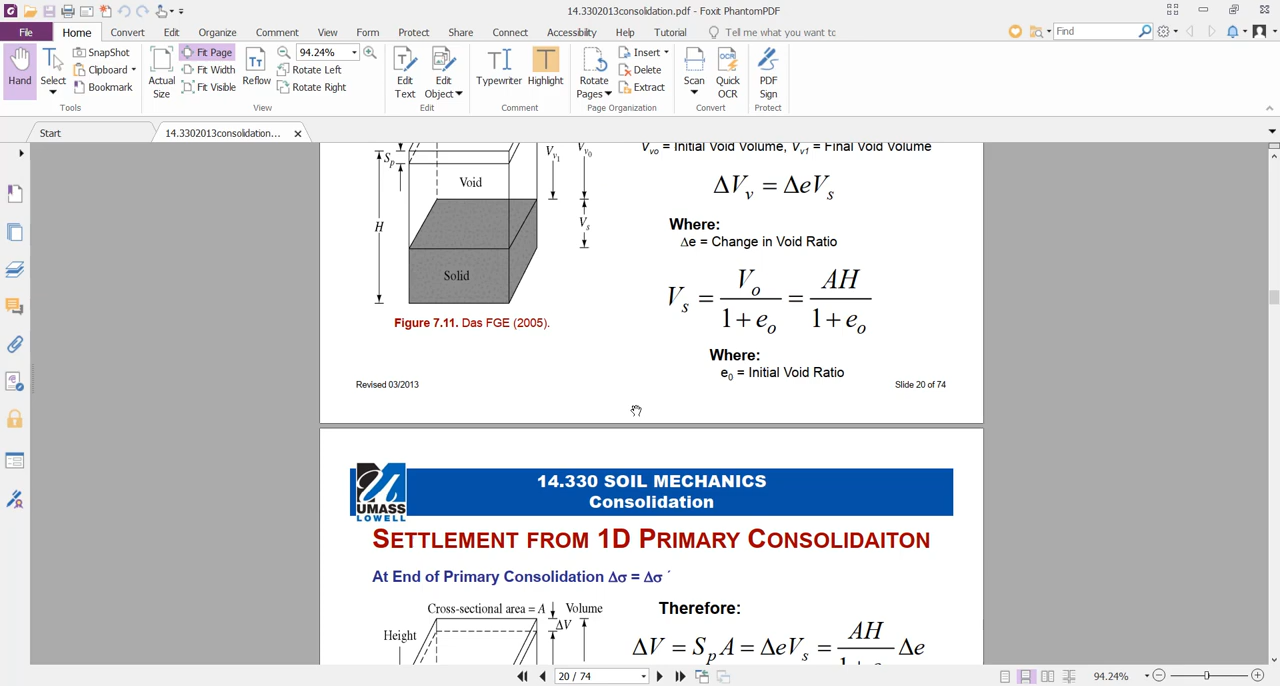 14.3302013consolidation.pdf - Foxit PhantomPDF
File Home Convert Edit Organize Comment View Form Protect Share Connect Accessibility Help Tutorial Tell me what you want tc Find
Hand Select SnapShot Clipboard Bookmark Actual Size Fit Page Fit Width Fit Visible Reflow 94.24% Rotate Left Rotate Right Edit Text Edit Object Typewriter Highlight Rotate Pages Insert Delete Extract Scan Quick OCR PDF Sign
Tools View Edit Comment Page Organization Convert Protect
Start 14.3302013consolidation...
Vvo = Initial Void Volume, Vv1 = Final Void Volume
Sp Vv1 Vv0
Void
H Vs
Solid
ΔVv = ΔeVs
Where:
Δe = Change in Void Ratio
Vs = Vo / 1 + eo = AH / 1 + eo
Figure 7.11. Das FGE (2005).
Where:
e0 = Initial Void Ratio
Revised 03/2013 Slide 20 of 74
14.330 SOIL MECHANICS
Consolidation
UMASS
LOWELL
SETTLEMENT FROM 1D PRIMARY CONSOLIDAITON
At End of Primary Consolidation Δσ = Δσ ′
Cross-sectional area = A Volume
ΔV
Height
Therefore:
ΔV = SpA = ΔeVs = AH / 1 + eo Δe
20 / 74 94.24%